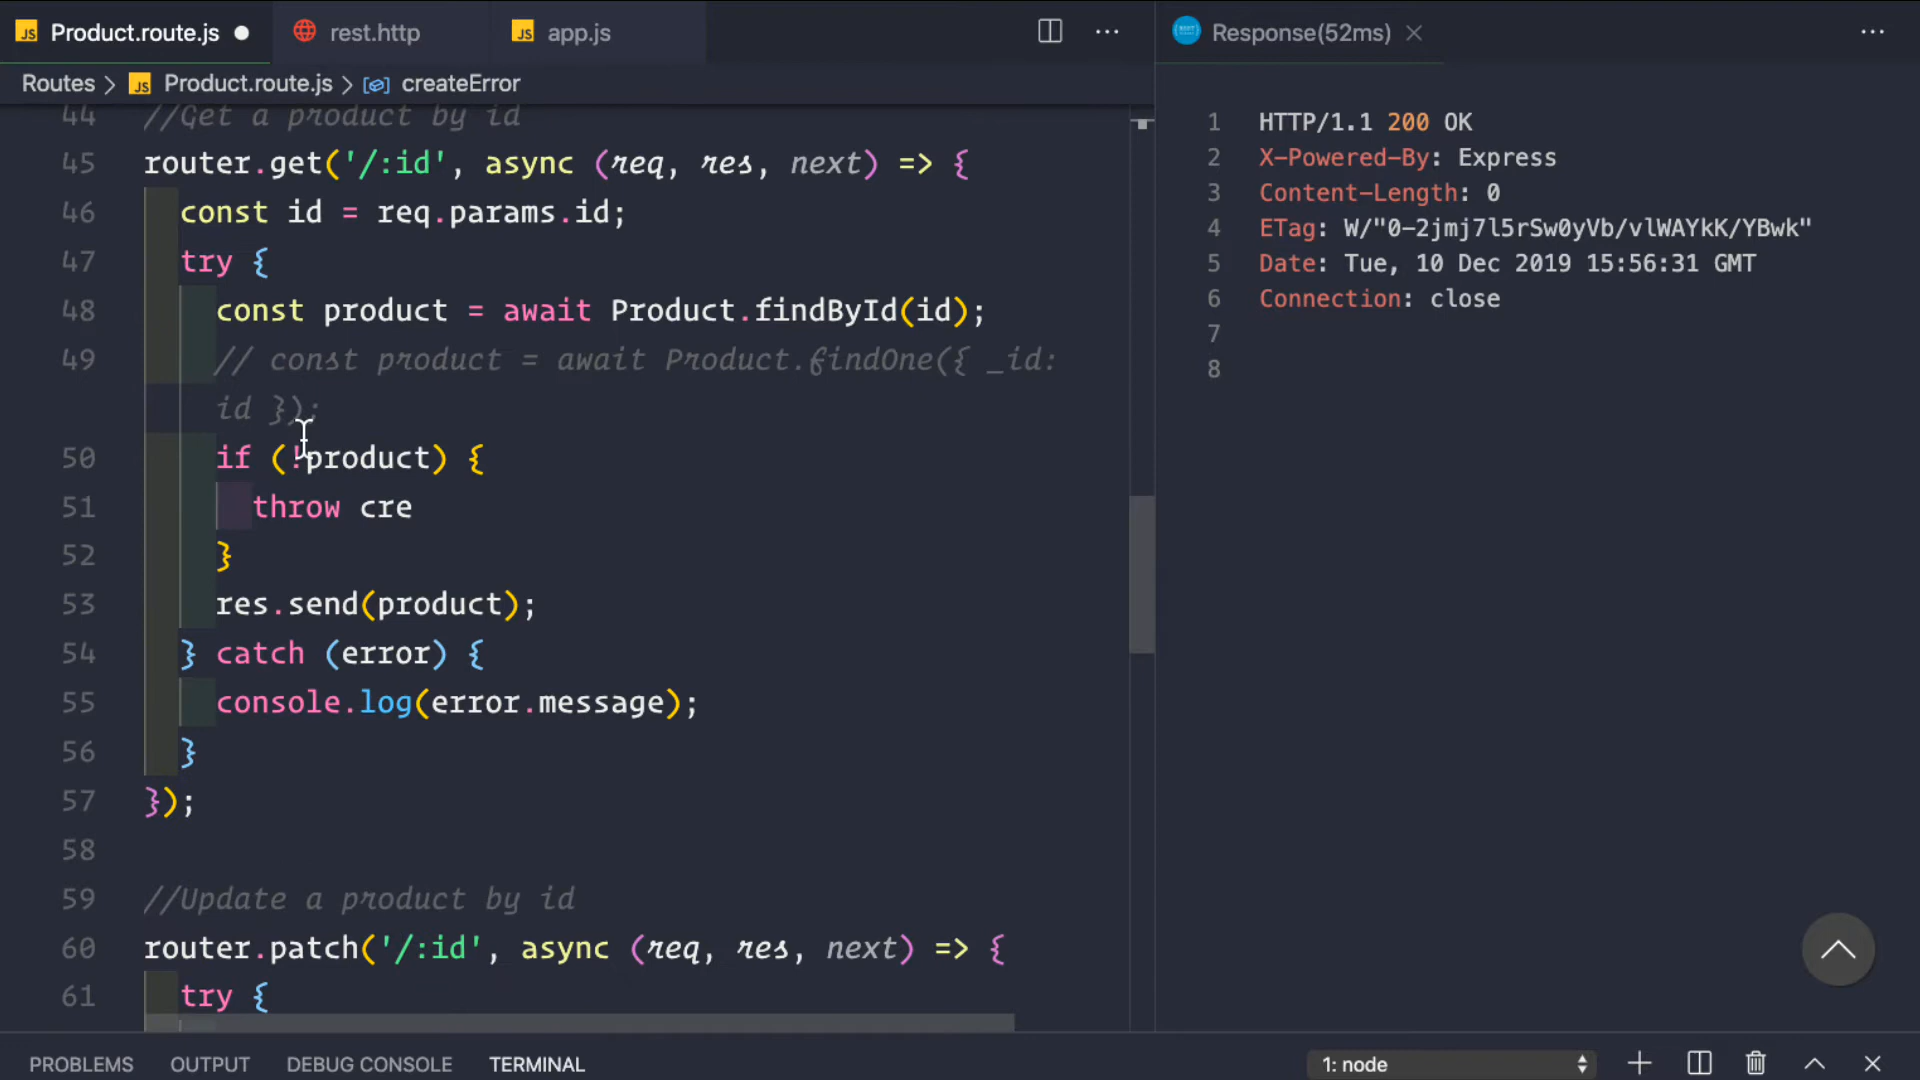 JS Product.route.js ● rest.http JS app.js
Routes > JS Product.route.js > createError
44 //Get a product by id
45 router.get('/:id', async (req, res, next) => {
46 const id = req.params.id;
47 try {
48 const product = await Product.findById(id);
49 // const product = await Product.findOne({ _id:
id });
50 if (!product) {
51 throw cre
52 }
53 res.send(product);
54 } catch (error) {
55 console.log(error.message);
56 }
57 });
58
59 //Update a product by id
60 router.patch('/:id', async (req, res, next) => {
61 try {
PROBLEMS OUTPUT DEBUG CONSOLE TERMINAL 1: node
Response(52ms)
1 HTTP/1.1 200 OK
2 X-Powered-By: Express
3 Content-Length: 0
4 ETag: W/"0-2jmj7l5rSw0yVb/vlWAYkK/YBwk"
5 Date: Tue, 10 Dec 2019 15:56:31 GMT
6 Connection: close
7
8